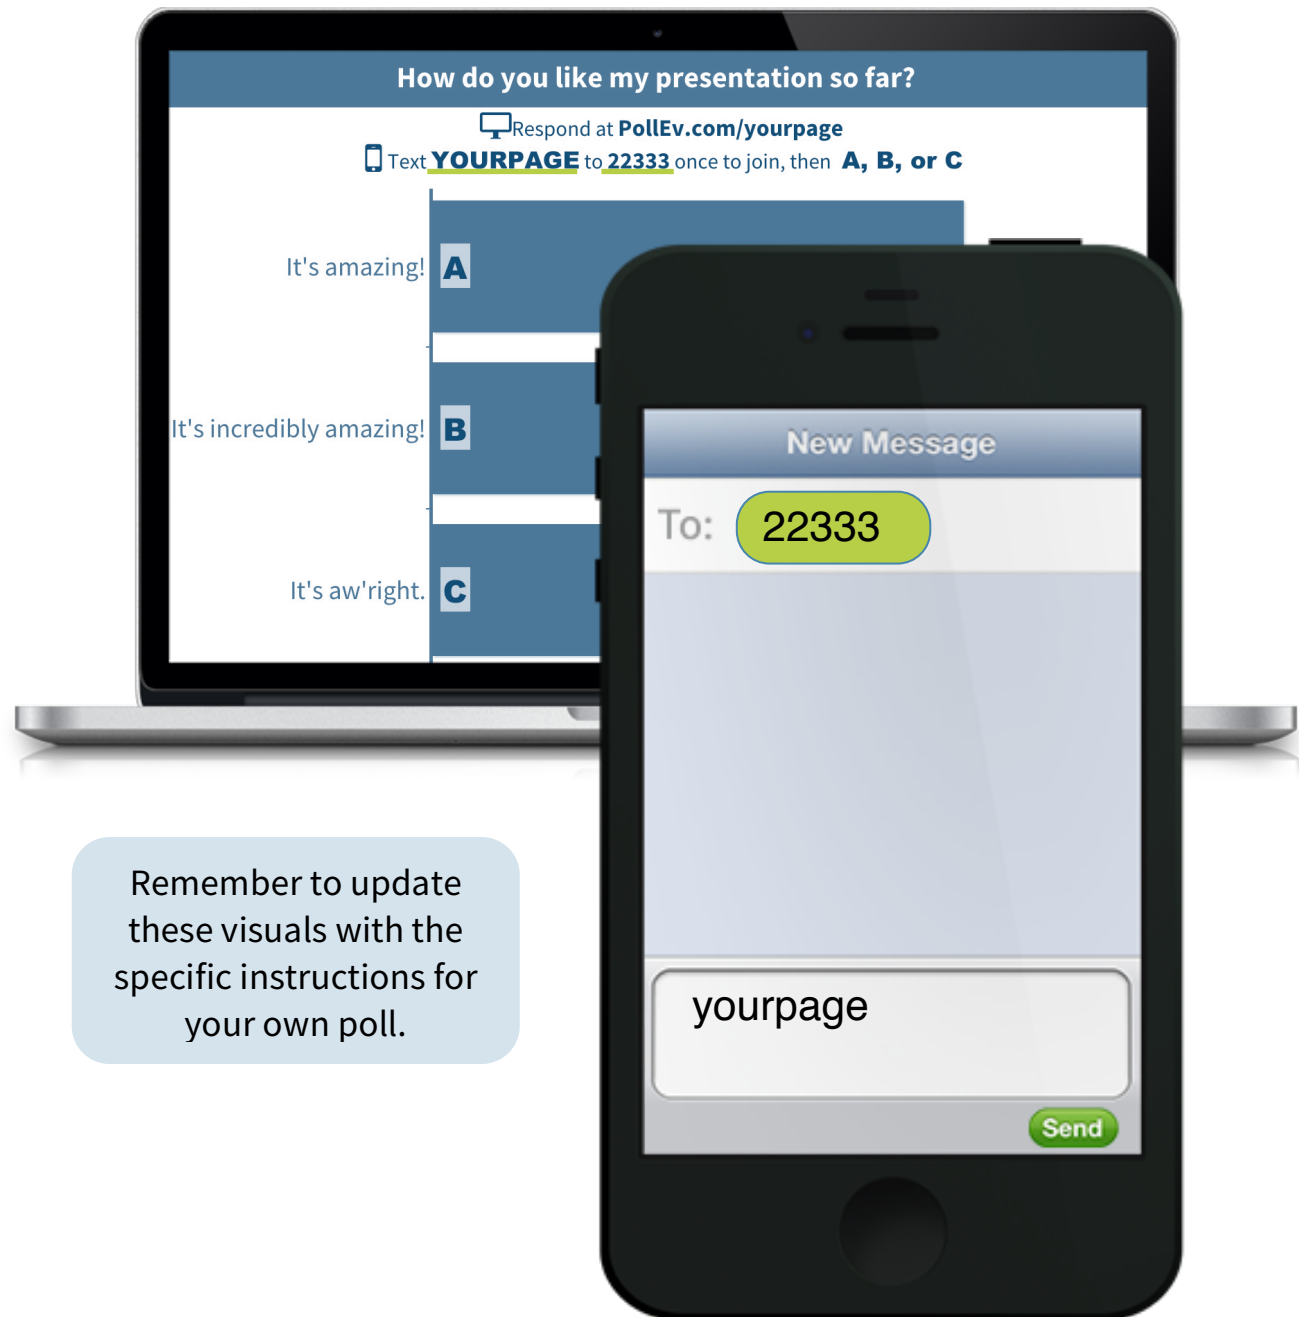 How do you like my presentation so far?
Respond at PollEv.com/yourpage
Text YOURPAGE to 22333 once to join, then A, B, or C
It's amazing! A
It's incredibly amazing! B
It's aw'right. C
New Message
To: 22333
yourpage
Send
Remember to update
these visuals with the
specific instructions for
your own poll.